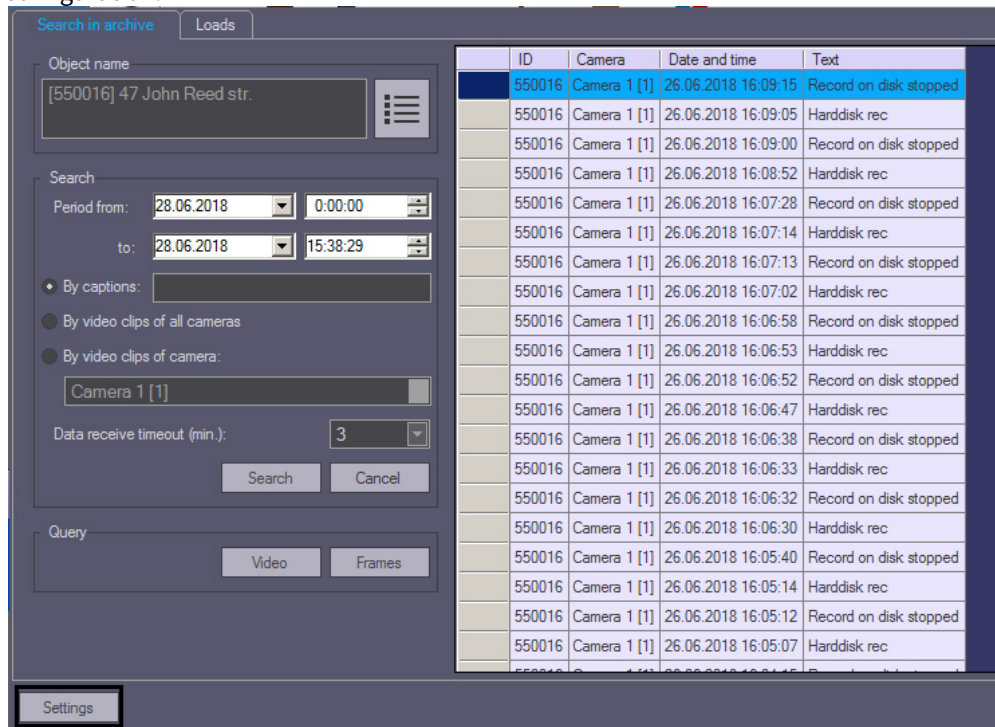 Search in archive Loads
Object name
[550016] 47 John Reed str.
Search
Period from: 28.06.2018 0:00:00
to: 28.06.2018 15:38:29
By captions:
By video clips of all cameras
By video clips of camera:
Camera 1 [1]
Data receive timeout (min.): 3
Search Cancel
Query
Video Frames
ID Camera Date and time Text
550016 Camera 1 [1] 26.06.2018 16:09:15 Record on disk stopped
550016 Camera 1 [1] 26.06.2018 16:09:05 Harddisk rec
550016 Camera 1 [1] 26.06.2018 16:09:00 Record on disk stopped
550016 Camera 1 [1] 26.06.2018 16:08:52 Harddisk rec
550016 Camera 1 [1] 26.06.2018 16:07:28 Record on disk stopped
550016 Camera 1 [1] 26.06.2018 16:07:14 Harddisk rec
550016 Camera 1 [1] 26.06.2018 16:07:13 Record on disk stopped
550016 Camera 1 [1] 26.06.2018 16:07:02 Harddisk rec
550016 Camera 1 [1] 26.06.2018 16:06:58 Record on disk stopped
550016 Camera 1 [1] 26.06.2018 16:06:53 Harddisk rec
550016 Camera 1 [1] 26.06.2018 16:06:52 Record on disk stopped
550016 Camera 1 [1] 26.06.2018 16:06:47 Harddisk rec
550016 Camera 1 [1] 26.06.2018 16:06:38 Record on disk stopped
550016 Camera 1 [1] 26.06.2018 16:06:33 Harddisk rec
550016 Camera 1 [1] 26.06.2018 16:06:32 Record on disk stopped
550016 Camera 1 [1] 26.06.2018 16:06:30 Harddisk rec
550016 Camera 1 [1] 26.06.2018 16:05:40 Record on disk stopped
550016 Camera 1 [1] 26.06.2018 16:05:14 Harddisk rec
550016 Camera 1 [1] 26.06.2018 16:05:12 Record on disk stopped
550016 Camera 1 [1] 26.06.2018 16:05:07 Harddisk rec
Settings